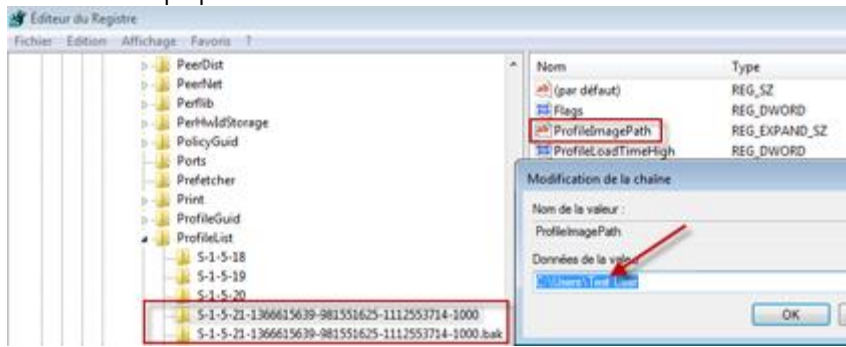 Éditeur du Registre
Fichier Edition Affichage Favoris ?
PeerDist
PeerNet
Perflib
PerHwIdStorage
PolicyGuid
Ports
Prefetcher
Print
ProfileGuid
ProfileList
S-1-5-18
S-1-5-19
S-1-5-20
S-1-5-21-1366615639-981551625-1112553714-1000
S-1-5-21-1366615639-981551625-1112553714-1000.bak
Nom Type
(par défaut) REG_SZ
Flags REG_DWORD
ProfileImagePath REG_EXPAND_SZ
ProfileLoadTimeHigh REG_DWORD
Modification de la chaîne
Nom de la valeur :
ProfileImagePath
Données de la
C:\Users\Test
OK